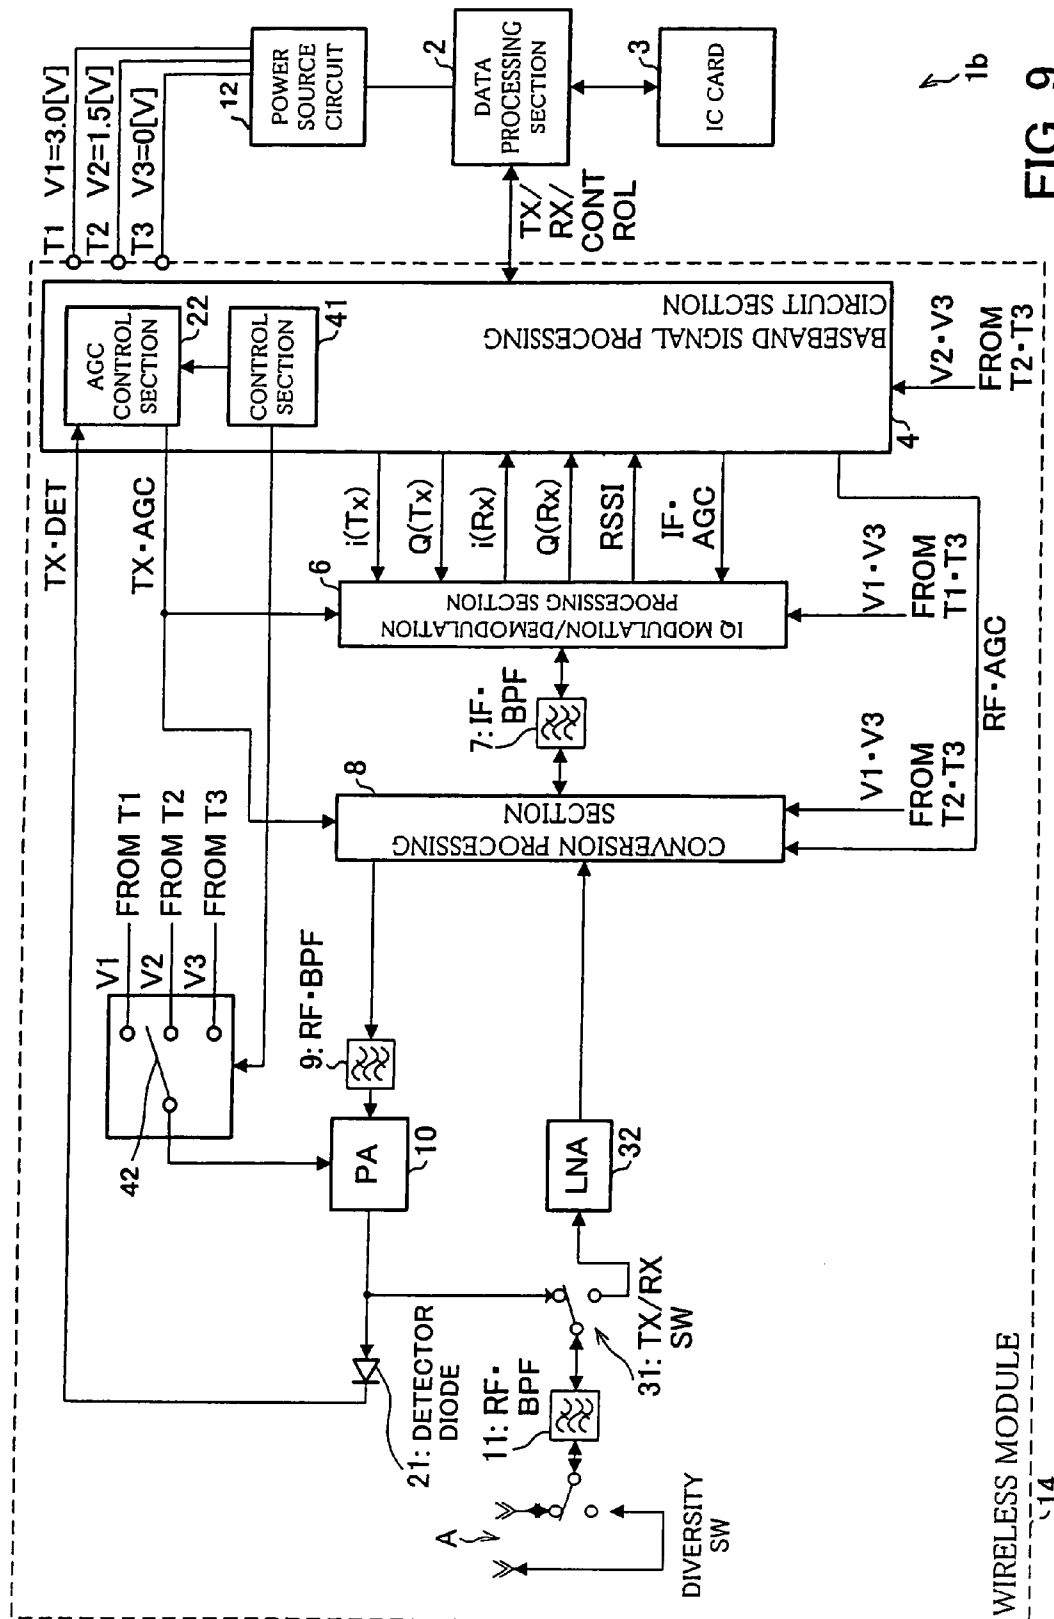 FIG. 9
1b
T1 V1=3.0[V]
T2 V2=1.5[V]
T3 V3=0[V]
12
POWER
SOURCE
CIRCUIT
2
DATA
PROCESSING
SECTION
3
IC CARD
TX/
RX/
CONT
ROL
AGC
CONTROL
SECTION
22
CONTROL
SECTION
41
BASEBAND SIGNAL PROCESSING
CIRCUIT SECTION
4
V2·V3
FROM
T2·T3
TX·DET
TX·AGC
i(Tx)
Q(Tx)
i(Rx)
Q(Rx)
RSSI
IF·
AGC
6
IQ MODULATION/DEMODULATION
PROCESSING SECTION
V1·V3
FROM
T1·T3
RF·AGC
7: IF·
BPF
8
CONVERSION PROCESSING
SECTION
V1·V3
FROM
T2·T3
V1
FROM T1
V2
FROM T2
V3
FROM T3
42
9: RF·BPF
PA
10
LNA
32
21: DETECTOR
DIODE
31: TX/RX
SW
11: RF·
BPF
A
DIVERSITY
SW
WIRELESS MODULE
14